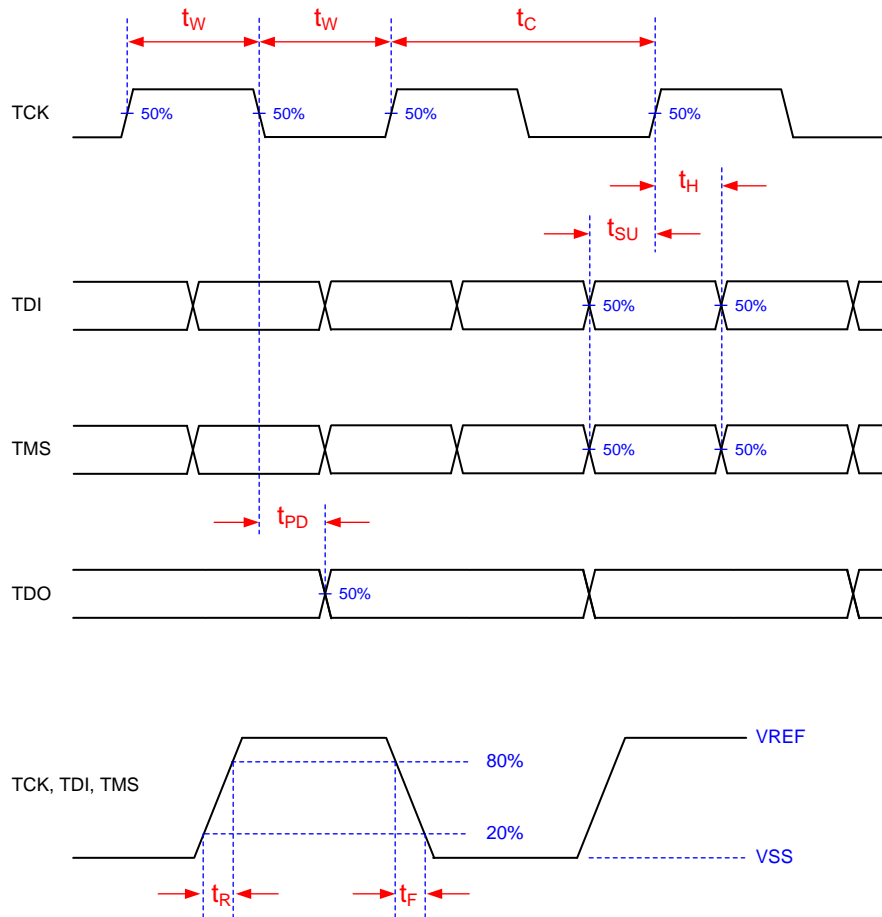 tW tW tC
TCK 50% 50% 50% 50%
tH
tSU
TDI 50% 50%
TMS 50% 50%
tPD
TDO 50%
VREF
80%
TCK, TDI, TMS
20%
VSS
tR tF